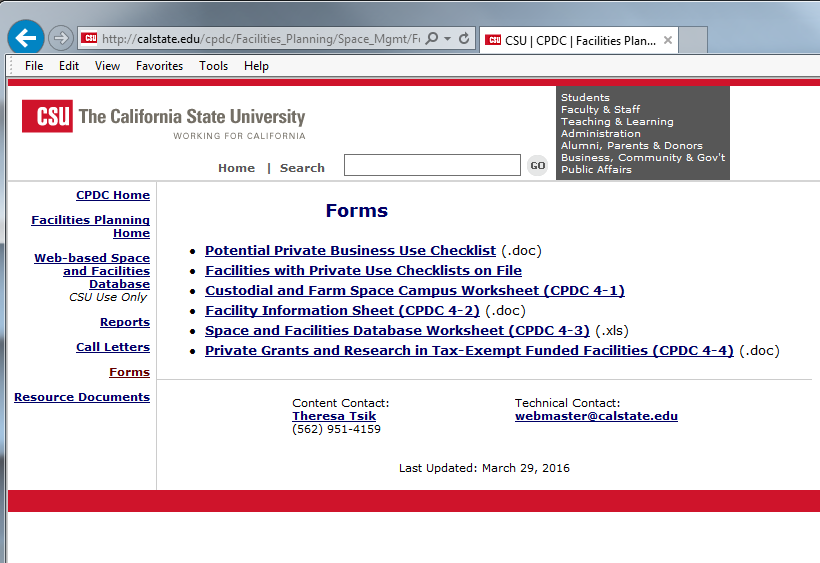 http://calstate.edu/cpdc/Facilities_Planning/Space_Mgmt/
CSU | CPDC | Facilities Plan...
File Edit View Favorites Tools Help
CSU The California State University
WORKING FOR CALIFORNIA
Home | Search
GO
Students
Faculty & Staff
Teaching & Learning
Administration
Alumni, Parents & Donors
Business, Community & Gov't
Public Affairs
CPDC Home
Facilities Planning
Home
Web-based Space
and Facilities
Database
CSU Use Only
Reports
Call Letters
Forms
Resource Documents
Forms
• Potential Private Business Use Checklist (.doc)
• Facilities with Private Use Checklists on File
• Custodial and Farm Space Campus Worksheet (CPDC 4-1)
• Facility Information Sheet (CPDC 4-2) (.doc)
• Space and Facilities Database Worksheet (CPDC 4-3) (.xls)
• Private Grants and Research in Tax-Exempt Funded Facilities (CPDC 4-4) (.doc)
Content Contact:
Theresa Tsik
(562) 951-4159
Technical Contact:
webmaster@calstate.edu
Last Updated: March 29, 2016